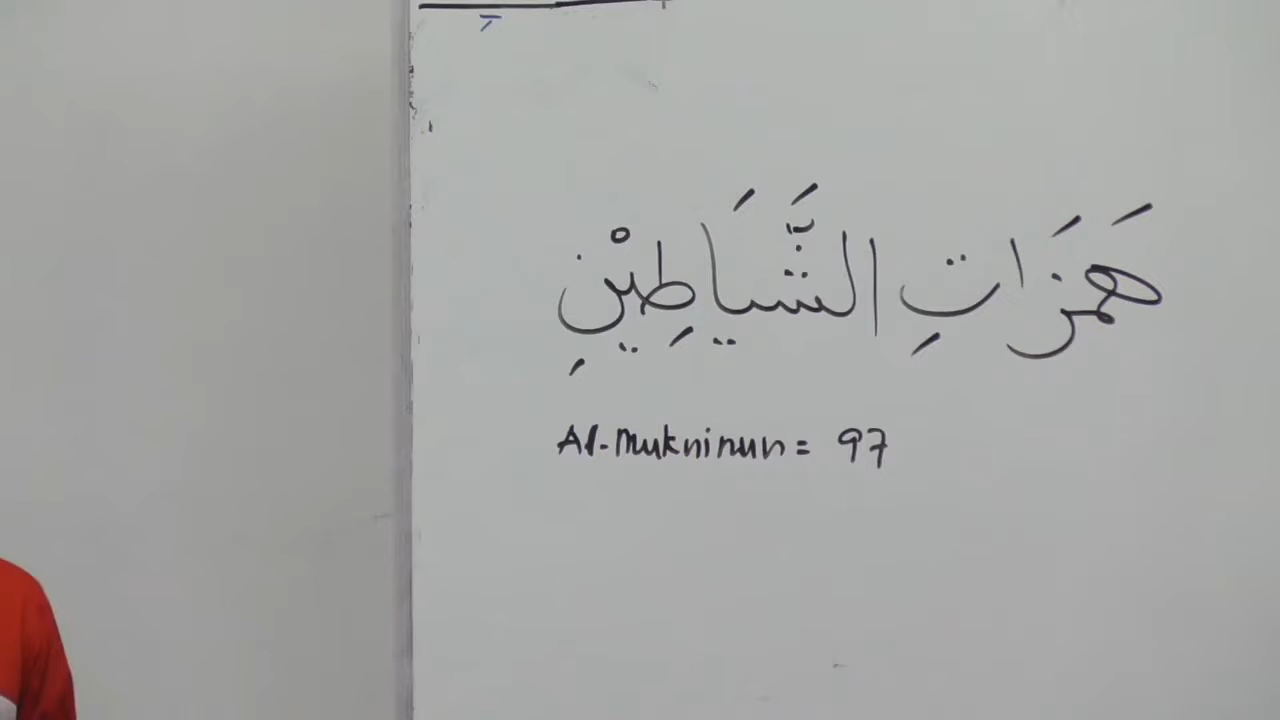 هَمَزَاتِ الشَّيَاطِيْنِ
Al-Mukninun = 97